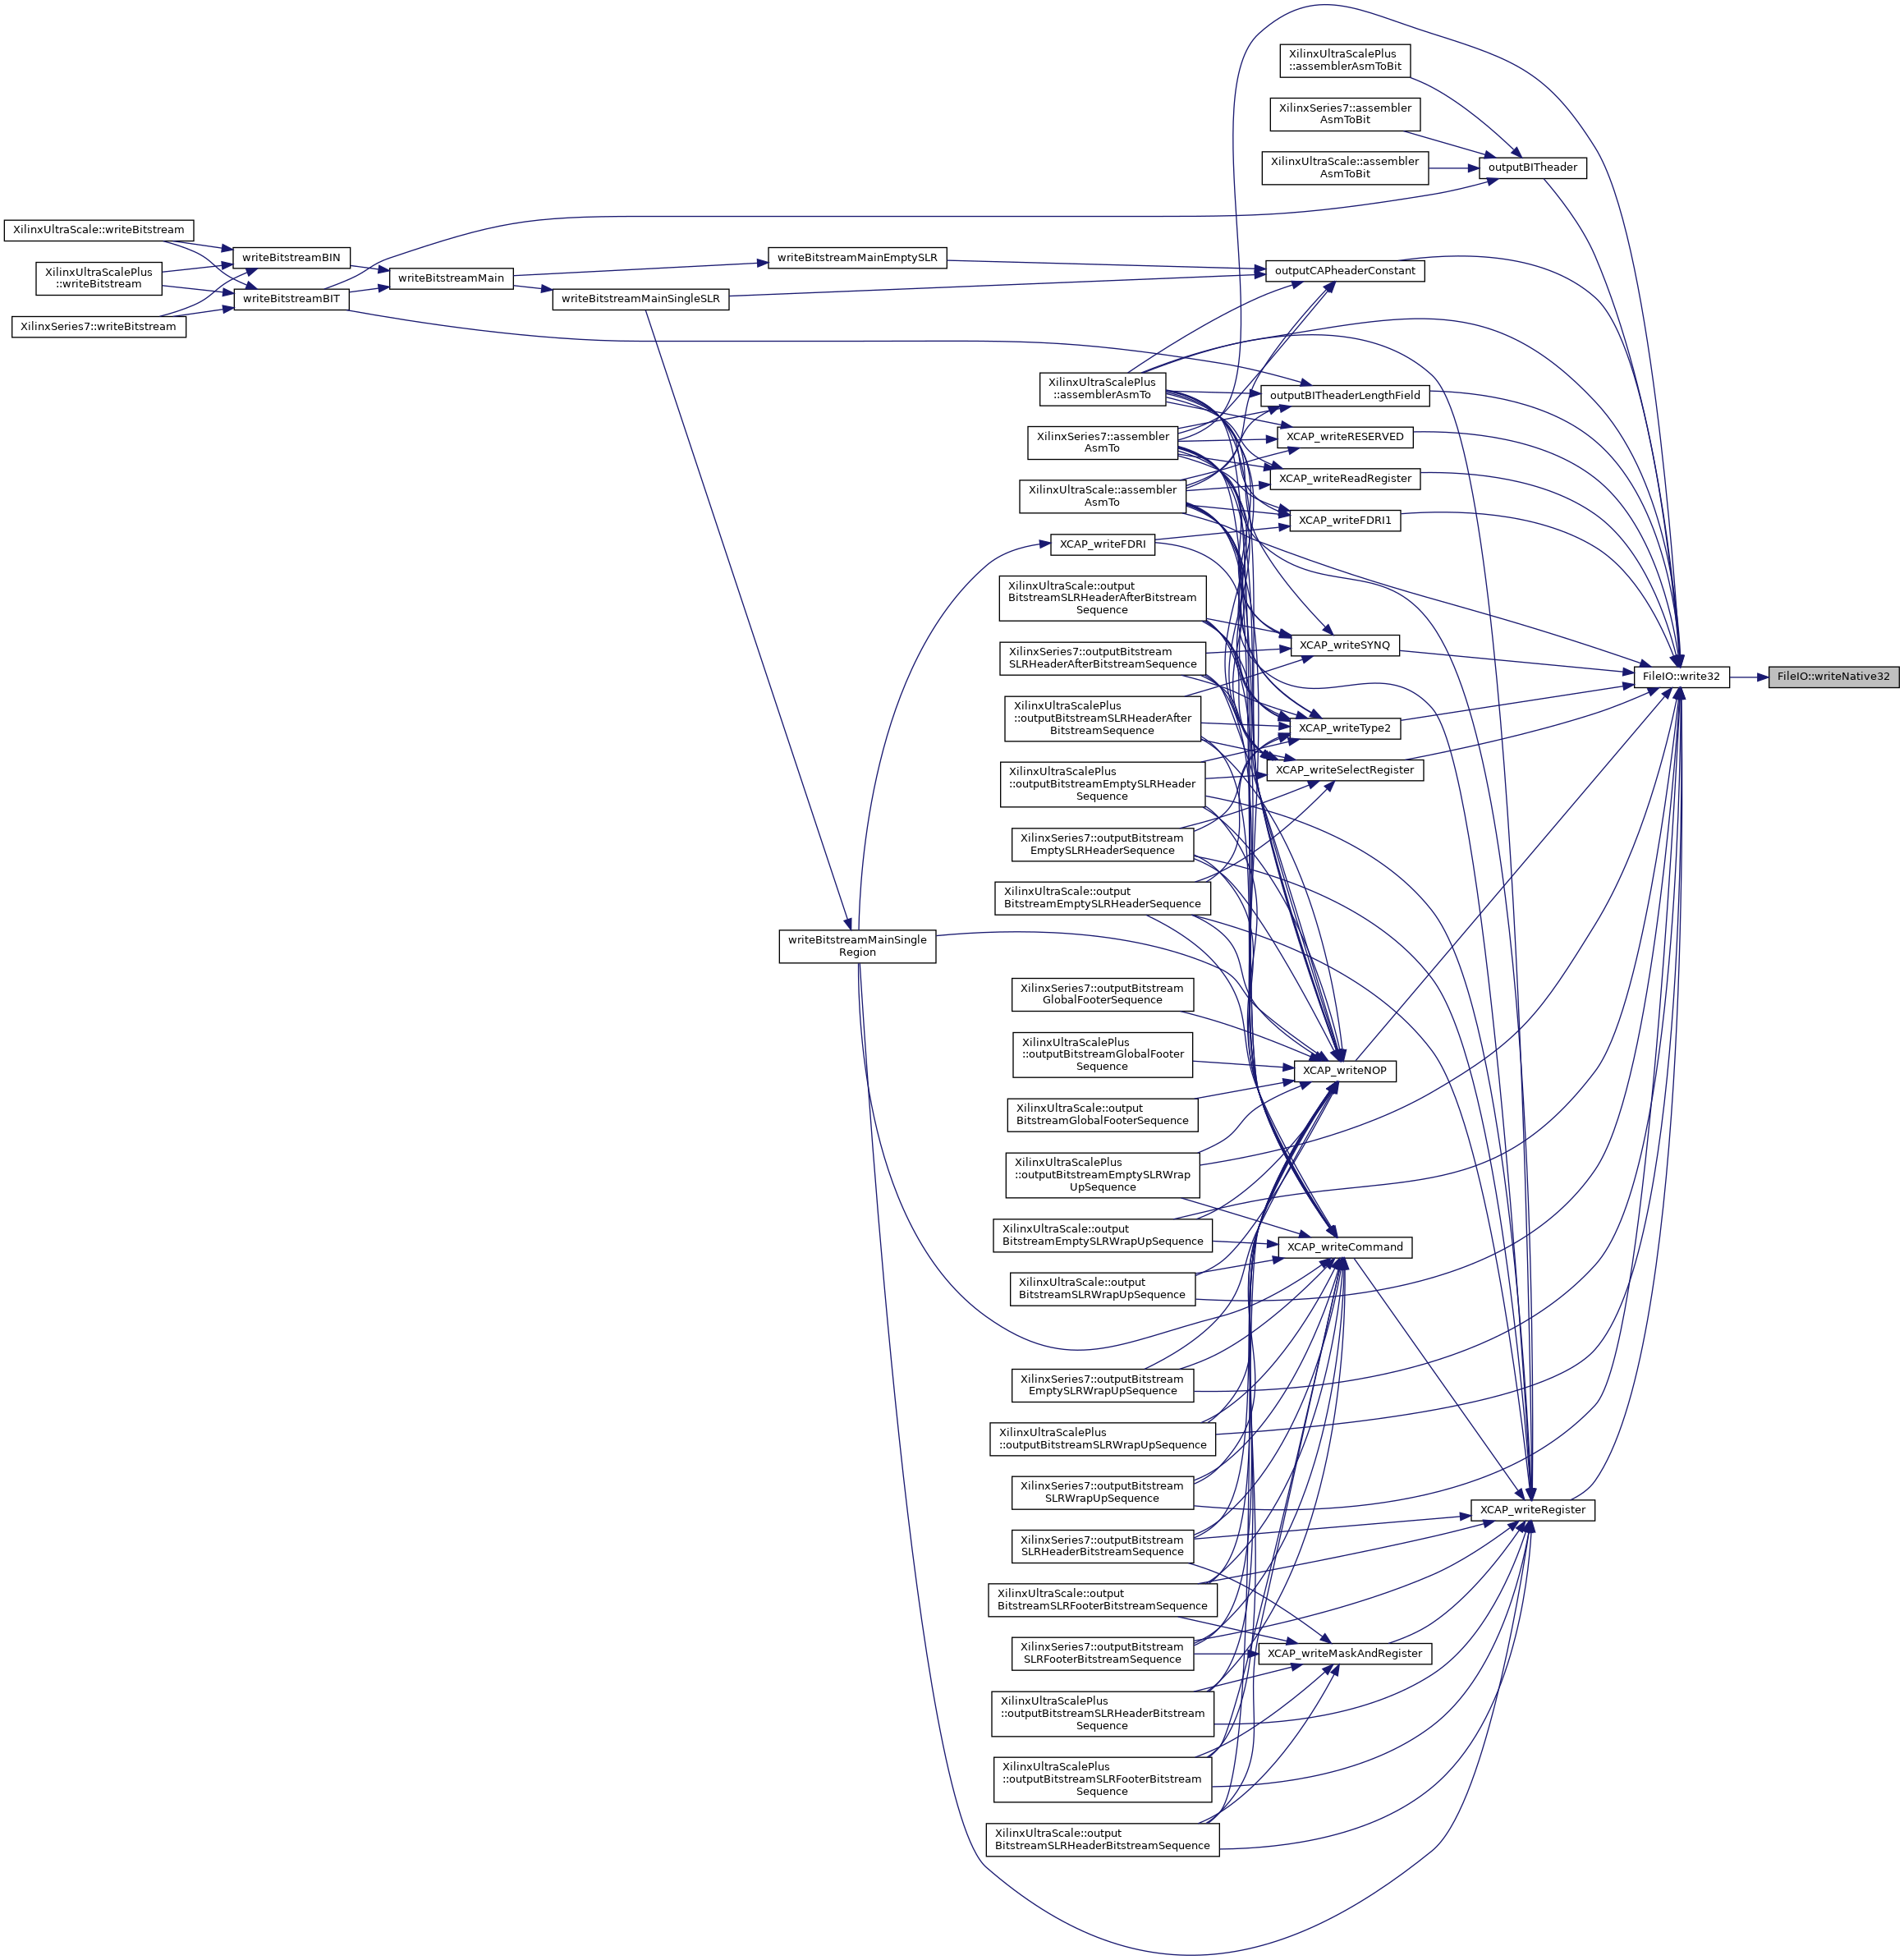 XilinxUltraScalePlus
::assemblerAsmToBit
XilinxSeries7::assembler
AsmToBit
XilinxUltraScale::assembler
AsmToBit
outputBITheader
XilinxUltraScale::writeBitstream
XilinxUltraScalePlus
::writeBitstream
XilinxSeries7::writeBitstream
writeBitstreamBIN
writeBitstreamBIT
writeBitstreamMain
writeBitstreamMainEmptySLR
writeBitstreamMainSingleSLR
outputCAPheaderConstant
XilinxUltraScalePlus
::assemblerAsmTo
outputBITheaderLengthField
XilinxSeries7::assembler
AsmTo
XCAP_writeRESERVED
XCAP_writeReadRegister
XilinxUltraScale::assembler
AsmTo
XCAP_writeFDRI1
XCAP_writeFDRI
XilinxUltraScale::output
BitstreamSLRHeaderAfterBitstream
Sequence
XCAP_writeSYNQ
XilinxSeries7::outputBitstream
SLRHeaderAfterBitstreamSequence
FileIO::write32
FileIO::writeNative32
XilinxUltraScalePlus
::outputBitstreamSLRHeaderAfter
BitstreamSequence
XCAP_writeType2
XCAP_writeSelectRegister
XilinxUltraScalePlus
::outputBitstreamEmptySLRHeader
Sequence
XilinxSeries7::outputBitstream
EmptySLRHeaderSequence
XilinxUltraScale::output
BitstreamEmptySLRHeaderSequence
writeBitstreamMainSingle
Region
XilinxSeries7::outputBitstream
GlobalFooterSequence
XilinxUltraScalePlus
::outputBitstreamGlobalFooter
Sequence
XCAP_writeNOP
XilinxUltraScale::output
BitstreamGlobalFooterSequence
XilinxUltraScalePlus
::outputBitstreamEmptySLRWrap
UpSequence
XilinxUltraScale::output
BitstreamEmptySLRWrapUpSequence
XCAP_writeCommand
XilinxUltraScale::output
BitstreamSLRWrapUpSequence
XilinxSeries7::outputBitstream
EmptySLRWrapUpSequence
XilinxUltraScalePlus
::outputBitstreamSLRWrapUpSequence
XilinxSeries7::outputBitstream
SLRWrapUpSequence
XCAP_writeRegister
XilinxSeries7::outputBitstream
SLRHeaderBitstreamSequence
XilinxUltraScale::output
BitstreamSLRFooterBitstreamSequence
XilinxSeries7::outputBitstream
SLRFooterBitstreamSequence
XCAP_writeMaskAndRegister
XilinxUltraScalePlus
::outputBitstreamSLRHeaderBitstream
Sequence
XilinxUltraScalePlus
::outputBitstreamSLRFooterBitstream
Sequence
XilinxUltraScale::output
BitstreamSLRHeaderBitstreamSequence